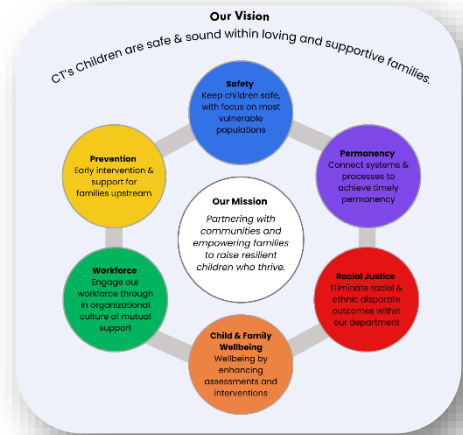 Our Vision
CT's Children are safe & sound within loving and supportive families.
Safety
Keep children safe,
with focus on most
vulnerable
populations
Prevention
Early intervention &
support for
families upstream
Permanency
Connect systems &
processes to
achieve timely
permanency
Our Mission
Partnering with
communities and
empowering families
to raise resilient
children who thrive.
Workforce
Engage our
workforce through
in organizational
culture of mutual
support
Racial Justice
Eliminate racial &
ethnic disparate
outcomes within
our department
Child & Family
Wellbeing
Wellbeing by
enhancing
assessments and
interventions